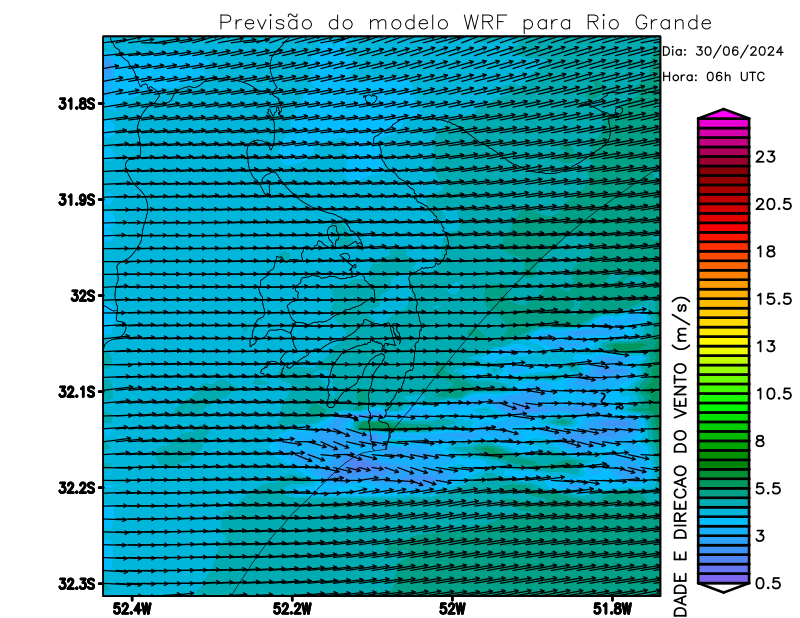 Previsão do modelo WRF para Rio Grande
Dia: 30/06/2024
Hora: 06h UTC
31.8S
31.9S
32S
32.1S
32.2S
32.3S
52.4W
52.2W
52W
51.8W
23
20.5
18
15.5
13
10.5
8
5.5
3
0.5
DADE E DIRECAO DO VENTO (m/s)